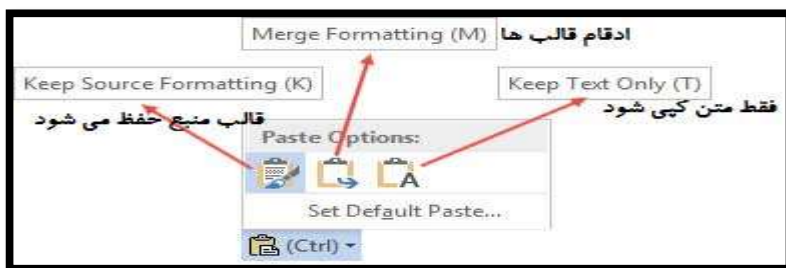 Merge Formatting (M) ادقام قالب ها
Keep Source Formatting (K)
Keep Text Only (T)
قالب منبع حفظ می شود
فقط متن کپی شود
Paste Options:
Set Default Paste...
(Ctrl)